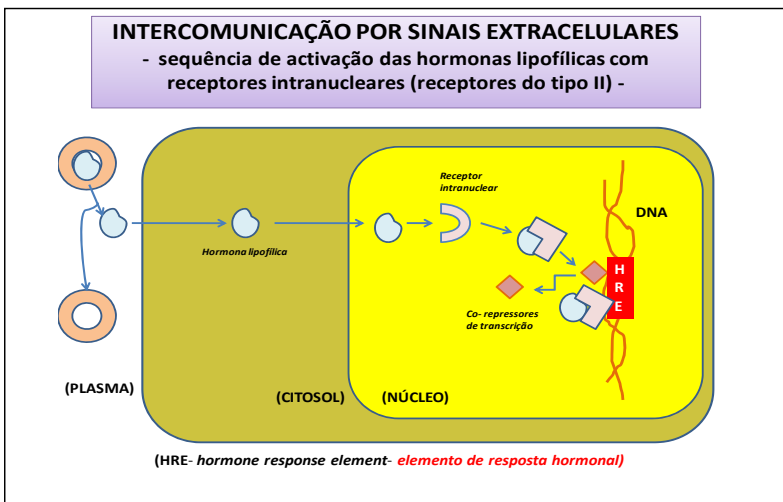 INTERCOMUNICAÇÃO POR SINAIS EXTRACELULARES
- sequência de activação das hormonas lipofílicas com
receptores intranucleares (receptores do tipo II) -
Receptor
intranuclear
DNA
Hormona lipofílica
H
R
E
Co- repressores
de transcrição
(PLASMA)
(CITOSOL)
(NÚCLEO)
(HRE- hormone response element- elemento de resposta hormonal)